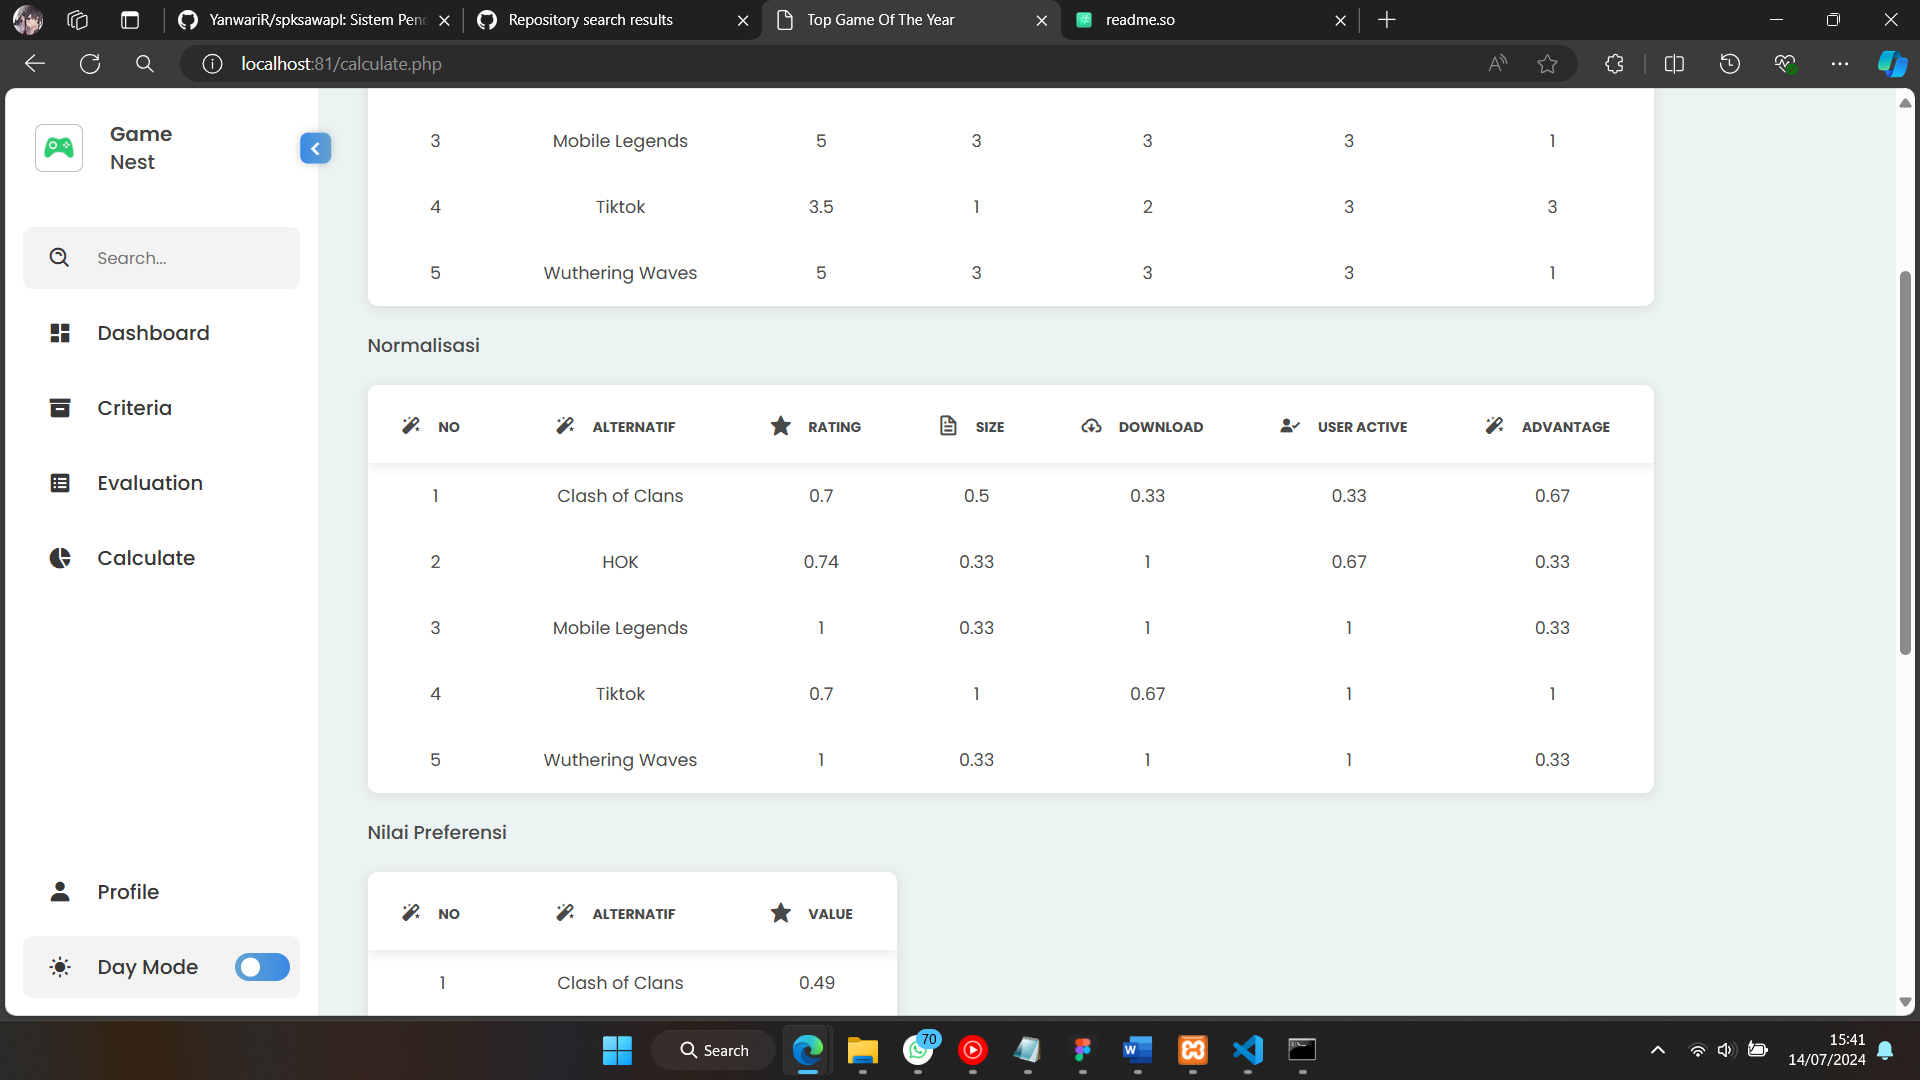 YanwariR/spksawapl: Sistem Pend
Repository search results
Top Game Of The Year
readme.so
localhost:81/calculate.php
Game
Nest
Search...
Dashboard
Criteria
Evaluation
Calculate
Profile
Day Mode
3 Mobile Legends 5 3 3 3 1
4 Tiktok 3.5 1 2 3 3
5 Wuthering Waves 5 3 3 3 1
Normalisasi
NO ALTERNATIF RATING SIZE DOWNLOAD USER ACTIVE ADVANTAGE
1 Clash of Clans 0.7 0.5 0.33 0.33 0.67
2 HOK 0.74 0.33 1 0.67 0.33
3 Mobile Legends 1 0.33 1 1 0.33
4 Tiktok 0.7 1 0.67 1 1
5 Wuthering Waves 1 0.33 1 1 0.33
Nilai Preferensi
NO ALTERNATIF VALUE
1 Clash of Clans 0.49
Search
70
15:41
14/07/2024